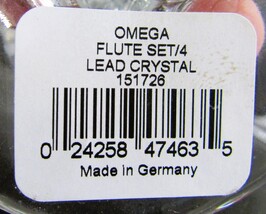 OMEGA
FLUTE SET/4
LEAD CRYSTAL
151726
0 24258 47463 5
Made in Germany